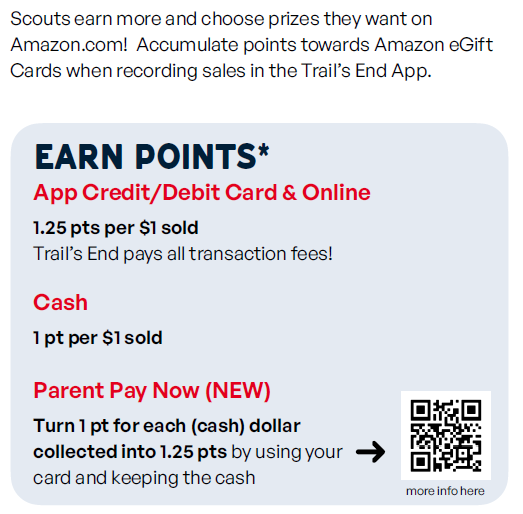 Scouts earn more and choose prizes they want on
Amazon.com!  Accumulate points towards Amazon eGift
Cards when recording sales in the Trail's End App.
EARN POINTS*
App Credit/Debit Card & Online
1.25 pts per $1 sold
Trail's End pays all transaction fees!
Cash
1 pt per $1 sold
Parent Pay Now (NEW)
Turn 1 pt for each (cash) dollar
collected into 1.25 pts by using your
card and keeping the cash
more info here